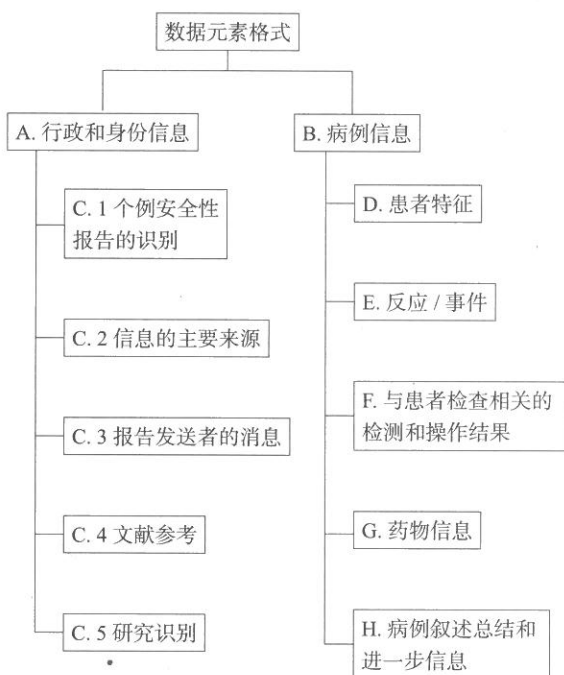 数据元素格式
A. 行政和身份信息
C. 1 个例安全性
报告的识别
C. 2 信息的主要来源
C. 3 报告发送者的消息
C. 4 文献参考
C. 5 研究识别
B. 病例信息
D. 患者特征
E. 反应 / 事件
F. 与患者检查相关的
检测和操作结果
G. 药物信息
H. 病例叙述总结和
进一步信息